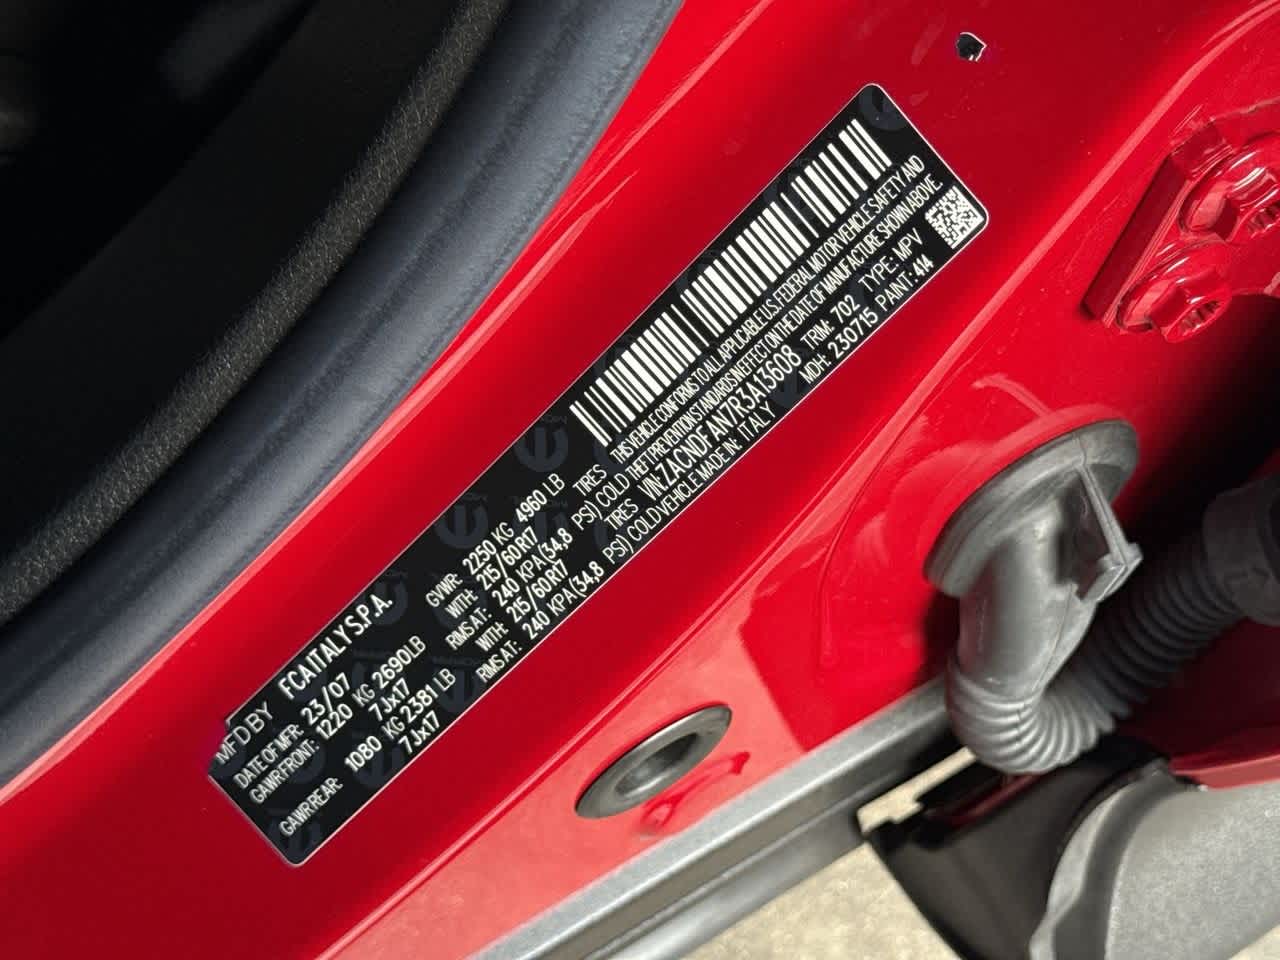 MFD BY FCA ITALY S.P.A.
DATE OF MFR: 23/07 GVWR: 2250 KG 4960 LB
GAWR FRONT: 1220 KG 2690 LB WITH: 215/60R17 TIRES
7Jx17 RIMS AT: 240 KPA(34,8 PSI) COLD
GAWR REAR: 1080 KG 2381 LB WITH: 215/60R17 TIRES
7Jx17 RIMS AT: 240 KPA(34,8 PSI) COLD
THIS VEHICLE CONFORMS TO ALL APPLICABLE U.S. FEDERAL MOTOR VEHICLE SAFETY AND
THEFT PREVENTION STANDARDS IN EFFECT ON THE DATE OF MANUFACTURE SHOWN ABOVE.
VIN: ZACNDFAN7R3A13608 TRIM: 702 TYPE: MPV
VEHICLE MADE IN: ITALY MDH: 230715 PAINT: 414